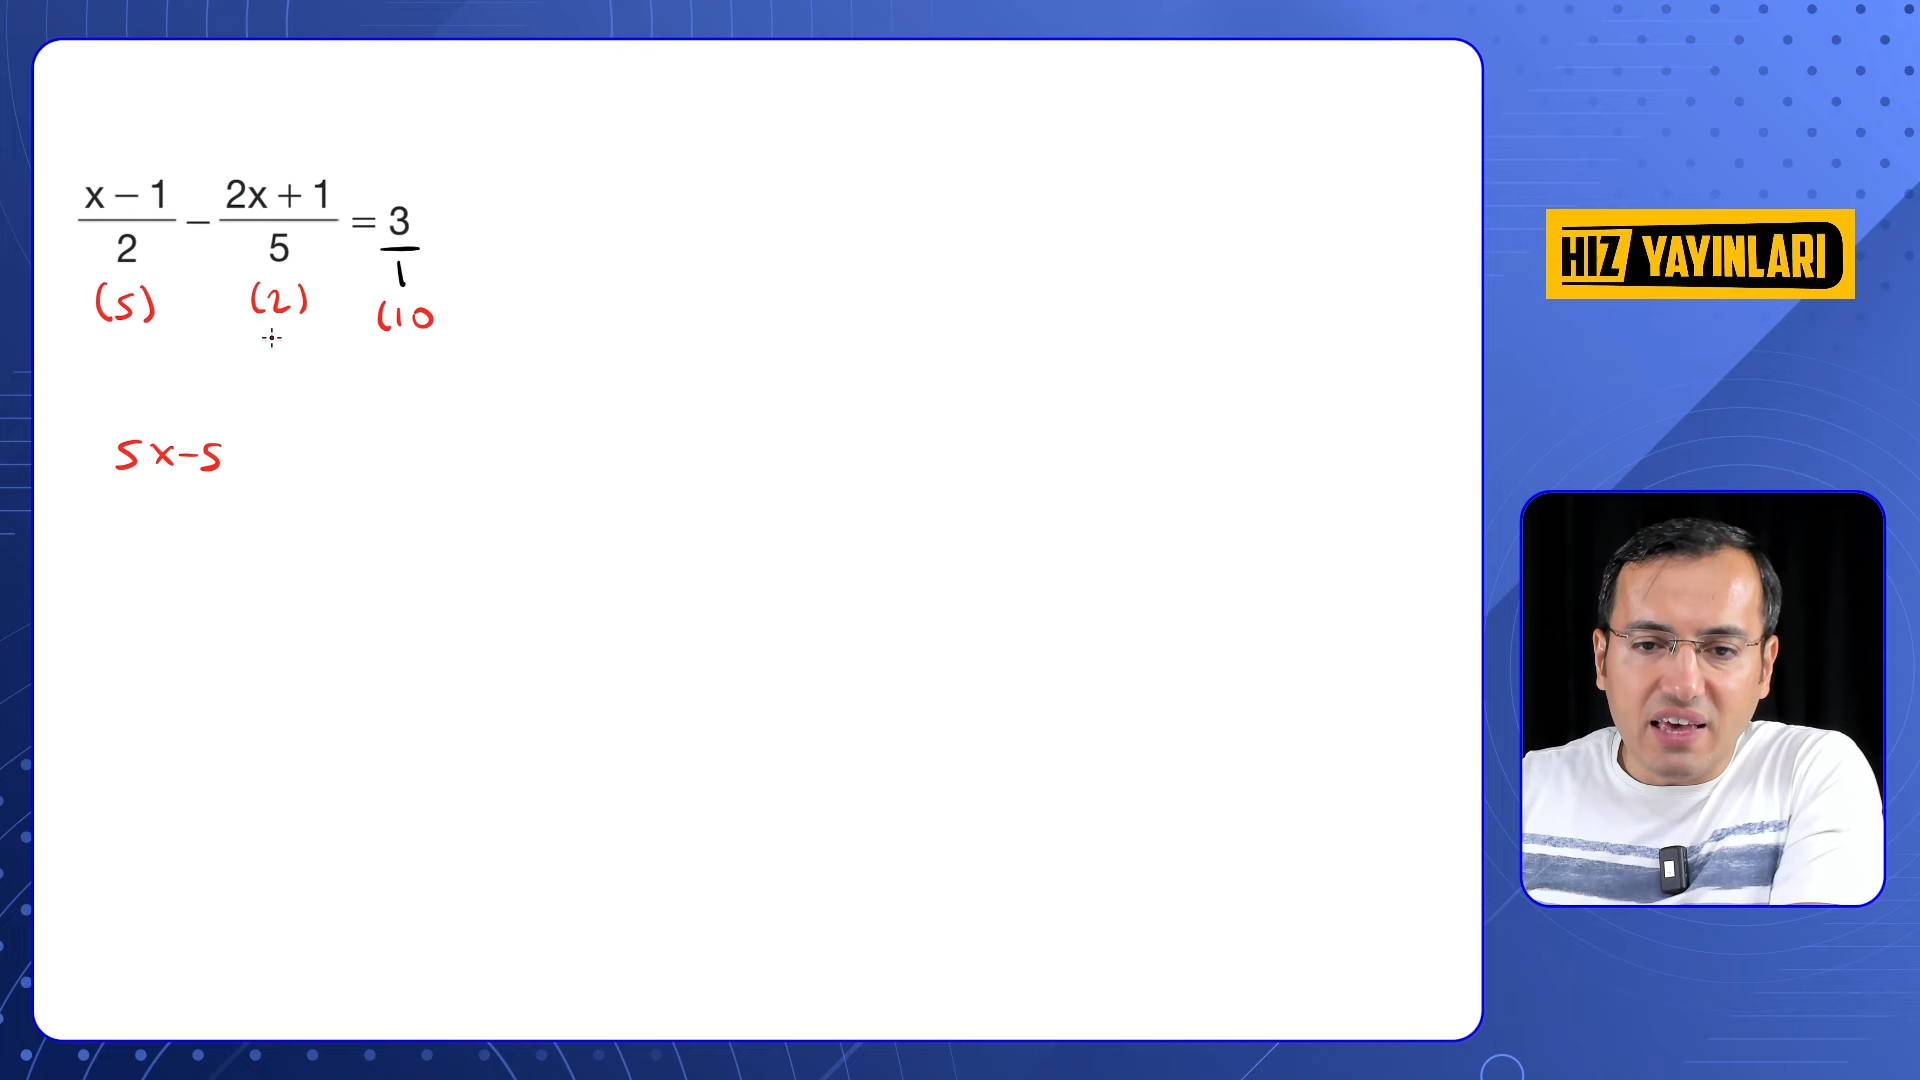 x − 1 / 2 − 2x + 1 / 5 = 3 / 1
(5) (2) (10
5x-5
HIZ YAYINLARI